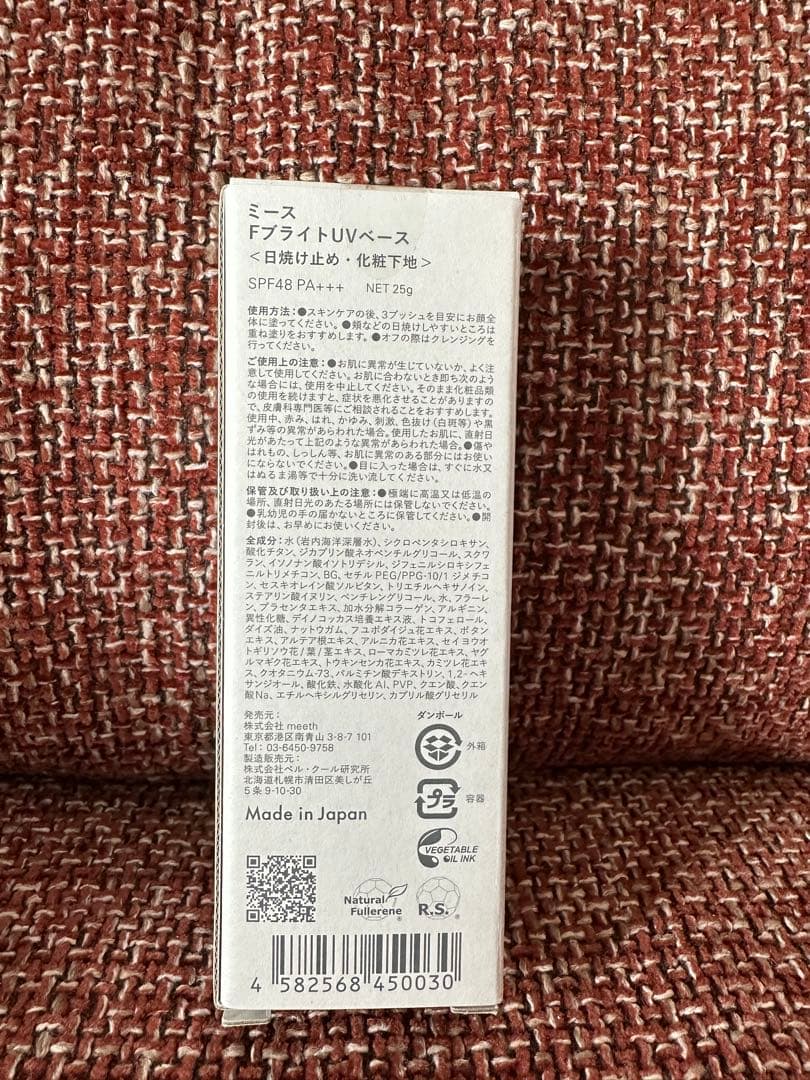 ミース
FブライトUVベース
＜日焼け止め・化粧下地＞
SPF48 PA+++ NET 25g
使用方法：●スキンケアの後、3プッシュを目安にお顔全
体に塗ってください。●頬などの日焼けしやすいところは
重ね塗りをおすすめします。●オフの際はクレンジングを
行ってください。
ご使用上の注意：●お肌に異常が生じていないか、よく注
意して使用してください。お肌に合わないとき即ち次のよう
な場合には、使用を中止してください。そのまま化粧品類
の使用を続けますと、症状を悪化させることがありますの
で、皮膚科専門医等にご相談されることをおすすめします。
使用中、赤み、はれ、かゆみ、刺激、色抜け（白斑等）や黒
ずみ等の異常があらわれた場合。使用したお肌に、直射日
光があたって上記のような異常があらわれた場合。●傷や
はれもの、しっしん等、お肌に異常のある部分にはお使い
にならないでください。●目に入った場合は、すぐに水又
はぬるま湯等で十分に洗い流してください。
保管及び取り扱い上の注意：●極端に高温又は低温の
場所、直射日光のあたる場所には保管しないでください。
●乳幼児の手の届かないところに保管してください。●開
封後は、お早めにお使いください。
全成分：水（岩内海洋深層水）、シクロペンタシロキサン、
酸化チタン、ジカプリン酸ネオペンチルグリコール、スクワ
ラン、イソノナン酸イソトリデシル、ジフェニルシロキシフェ
ニルトリメチコン、BG、セチル PEG/PPG-10/1 ジメチコ
ン、セスキオレイン酸ソルビタン、トリエチルヘキサノイン、
ステアリン酸イヌリン、ペンチレングリコール、水、フラーレ
ン、プラセンタエキス、加水分解コラーゲン、アルギニン、
異性化糖、デイノコッカス培養エキス液、トコフェロール、
ダイズ油、ナットウガム、フユボダイジュ花エキス、ボタン
エキス、アルテア根エキス、アルニカ花エキス、セイヨウオ
トギリソウ花/葉/茎エキス、ローマカミツレ花エキス、ヤグ
ルマギク花エキス、トウキンセンカ花エキス、カミツレ花エキ
ス、クオタニウム-73、パルミチン酸デキストリン、1,2-ヘキ
サンジオール、酸化鉄、水酸化Al、PVP、クエン酸、クエン
酸Na、エチルヘキシルグリセリン、カプリル酸グリセリル
発売元：
株式会社 meeth
東京都港区南青山 3-8-7 101
Tel : 03-6450-9758
製造販売元：
株式会社ベル・クール研究所
北海道札幌市清田区美しが丘
5条9-10-30
Made in Japan
ダンボール
外箱
プラ
容器
VEGETABLE
OIL INK
Natural
Fullerene®
R.S.®
4 582568 450030